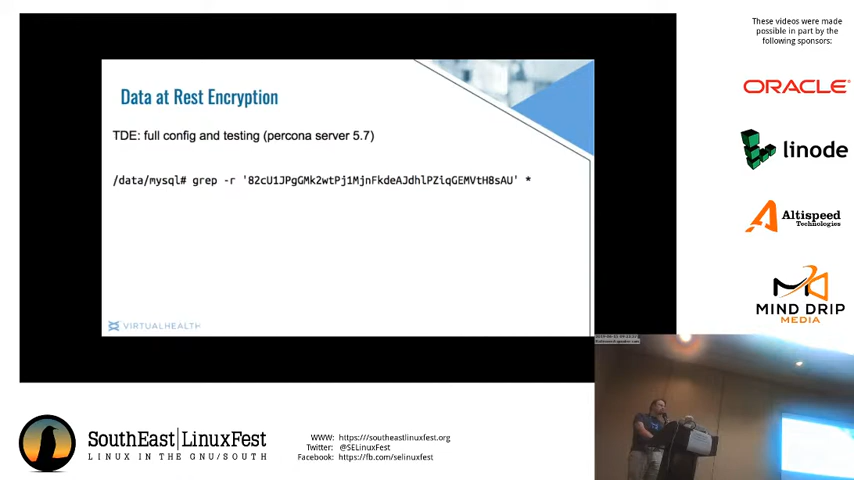 These videos were made
possible in part by the
following sponsors:
ORACLE
linode
Altispeed
Technologies
MIND DRIP
MEDIA
Data at Rest Encryption
TDE: full config and testing (percona server 5.7)
/data/mysql# grep -r '82cU1JPgGMk2wtPj1MjnFkdeAJdhlPZiqGEMVtH8sAU' *
VIRTUALHEALTH
SouthEast|LinuxFest
LINUX IN THE GNU/SOUTH
WWW: https:///southeastlinuxfest.org
Twitter: @SELinuxFest
Facebook: https://fb.com/selinuxfest